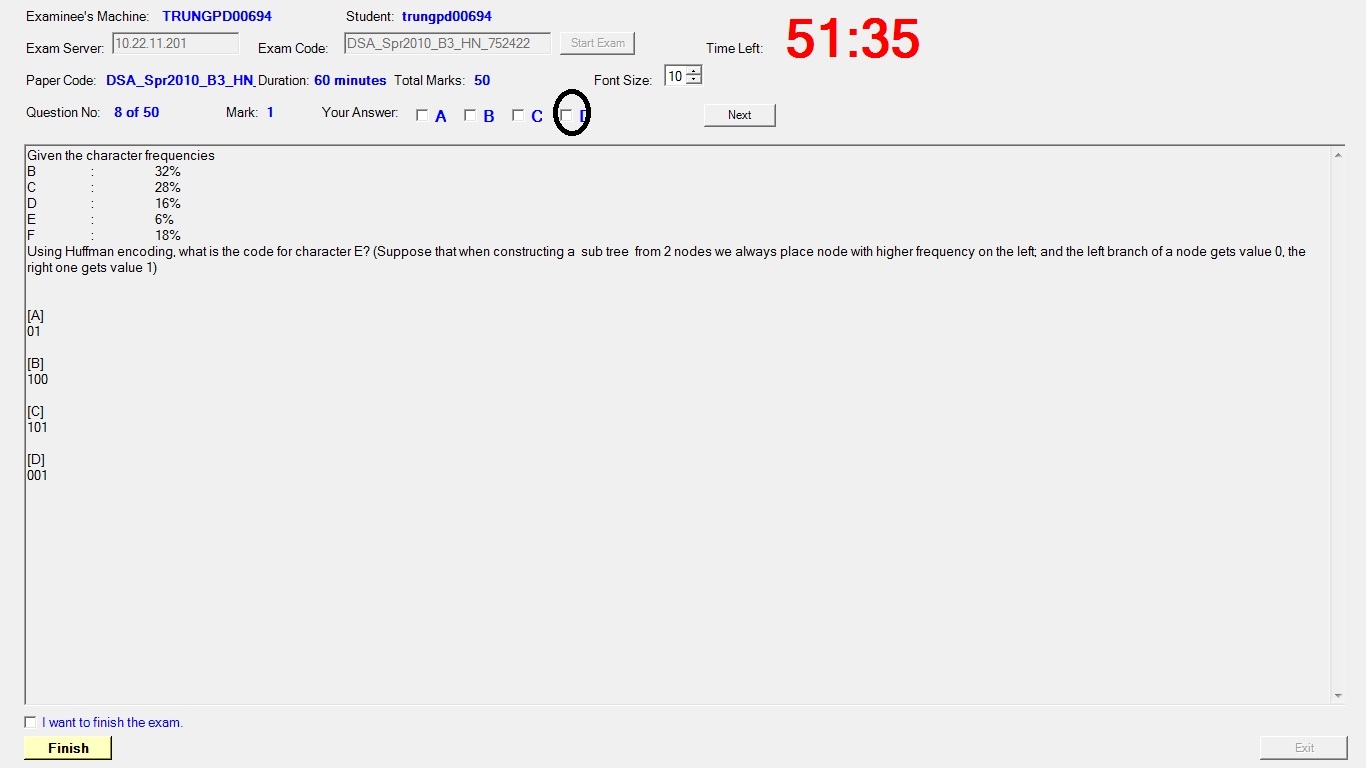 Examinee's Machine: TRUNGPD00694 Student: trungpd00694
Exam Server: 10.22.11.201 Exam Code: DSA_Spr2010_B3_HN_752422 Start Exam Time Left: 51:35
Paper Code: DSA_Spr2010_B3_HN_ Duration: 60 minutes Total Marks: 50 Font Size: 10
Question No: 8 of 50 Mark: 1 Your Answer: A B C D Next
Given the character frequencies
B : 32%
C : 28%
D : 16%
E : 6%
F : 18%
Using Huffman encoding, what is the code for character E? (Suppose that when constructing a sub tree from 2 nodes we always place node with higher frequency on the left; and the left branch of a node gets value 0, the
right one gets value 1)
[A]
01
[B]
100
[C]
101
[D]
001
I want to finish the exam.
Finish Exit